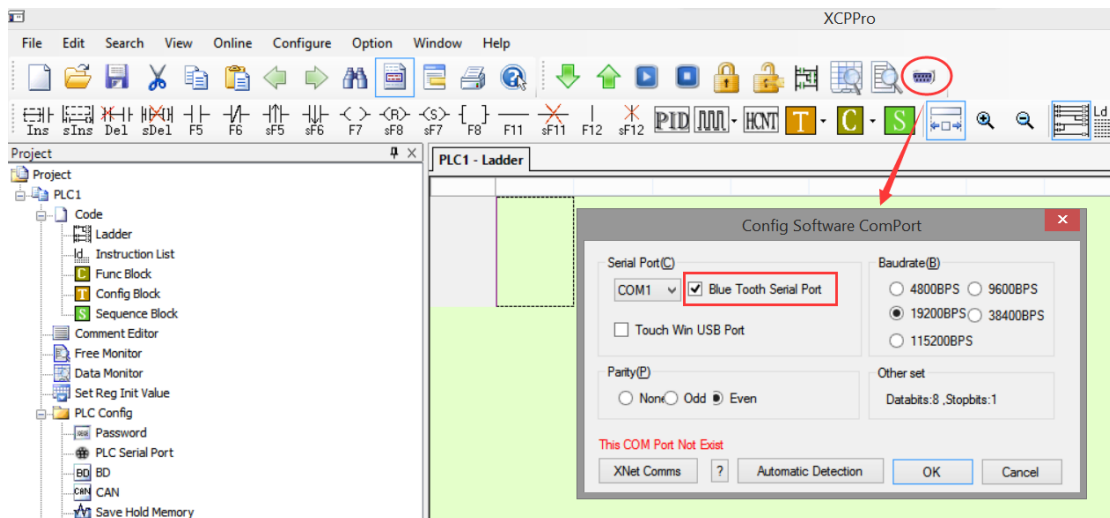 XCPPro
File Edit Search View Online Configure Option Window Help
Ins sIns Del sDel F5 F6 sF5 sF6 F7 sF8 sF7 F8 F11 sF11 F12 sF12 PID HCNT T C S Ld
Project
PLC1 - Ladder
Project
PLC1
Code
Ladder
Instruction List
Func Block
Config Block
Sequence Block
Comment Editor
Free Monitor
Data Monitor
Set Reg Init Value
PLC Config
Password
PLC Serial Port
BD BD
CAN CAN
Save Hold Memory
Config Software ComPort
Serial Port(C)
COM1 Blue Tooth Serial Port
Touch Win USB Port
Baudrate(B)
4800BPS 9600BPS
19200BPS 38400BPS
115200BPS
Parity(P)
None Odd Even
Other set
Databits:8 ,Stopbits:1
This COM Port Not Exist
XNet Comms ? Automatic Detection OK Cancel